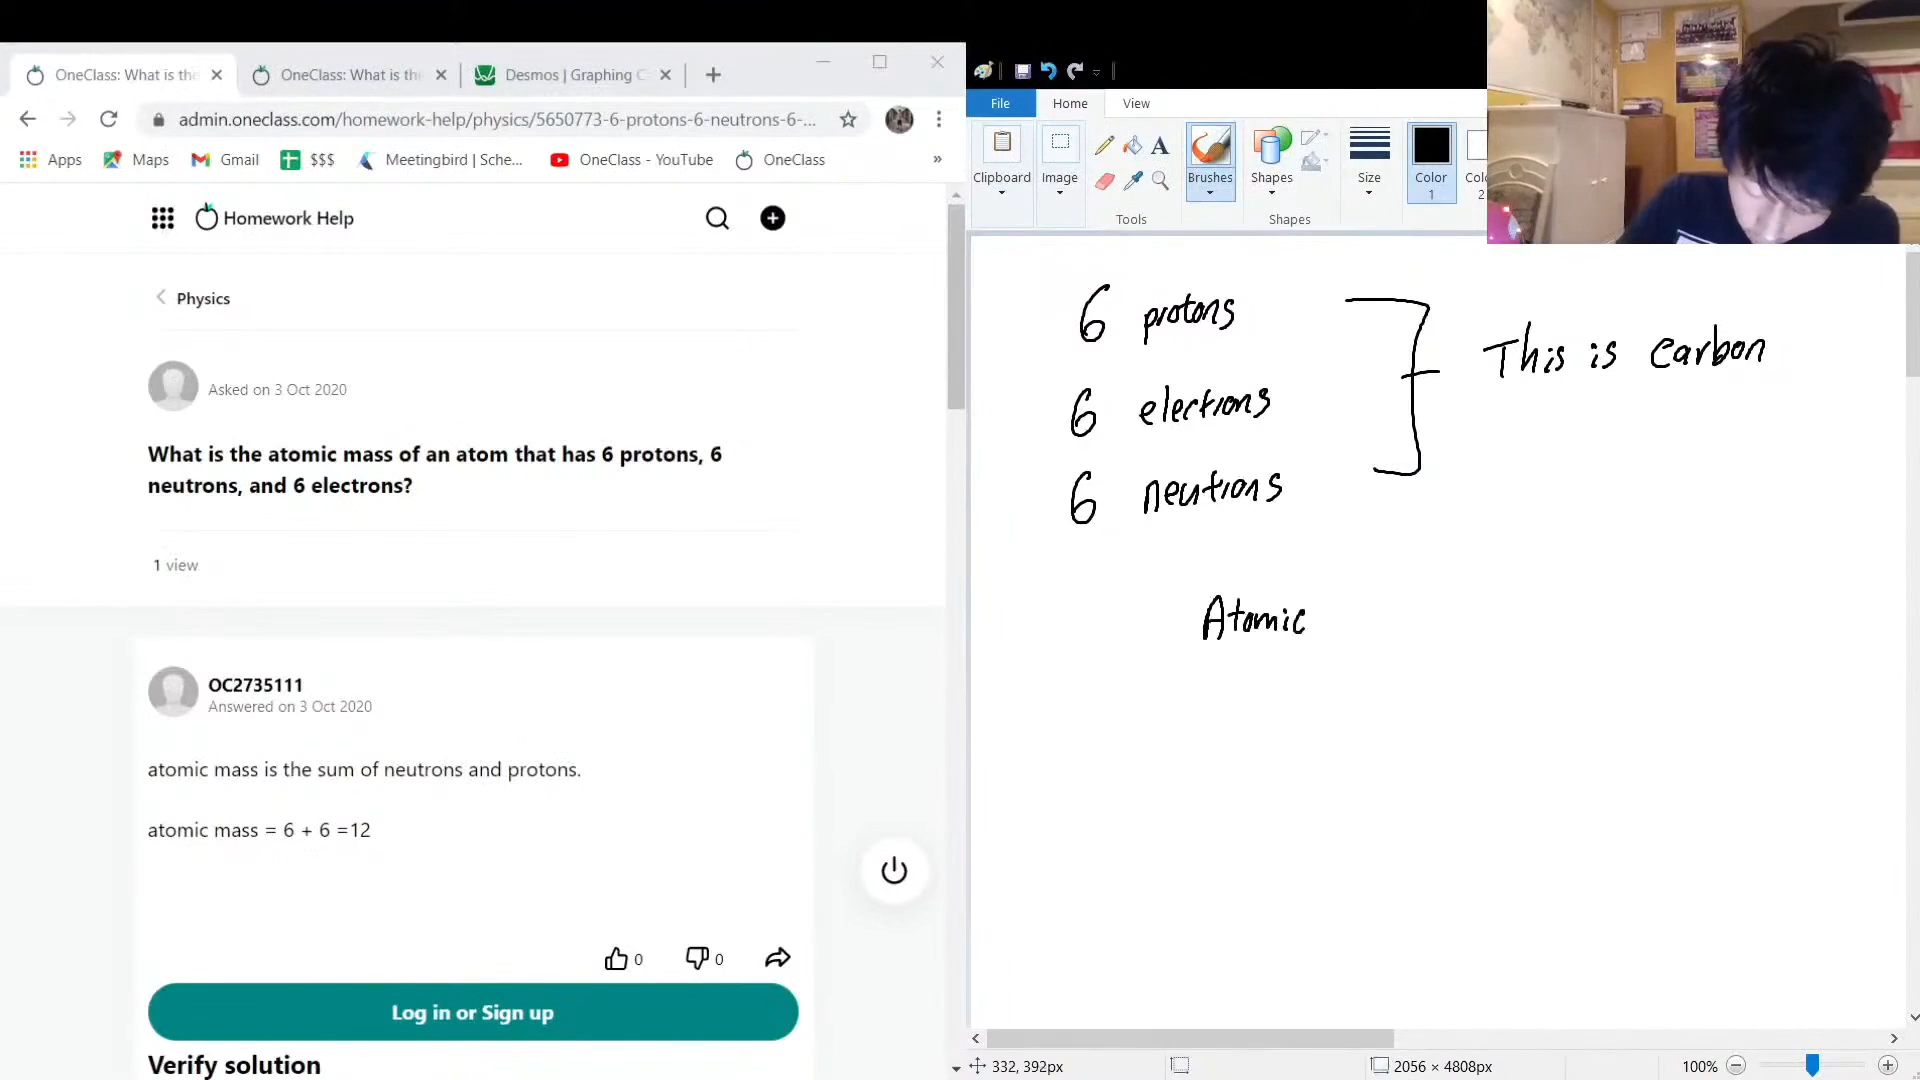 OneClass: What is the
OneClass: What is the
Desmos | Graphing C
admin.oneclass.com/homework-help/physics/5650773-6-protons-6-neutrons-6-...
Apps
Maps
Gmail
$$$
Meetingbird | Sche...
OneClass - YouTube
OneClass
»
Homework Help
Physics
Asked on 3 Oct 2020
What is the atomic mass of an atom that has 6 protons, 6
neutrons, and 6 electrons?
1 view
OC2735111
Answered on 3 Oct 2020
atomic mass is the sum of neutrons and protons.
atomic mass = 6 + 6 =12
0
0
Log in or Sign up
Verify solution
File
Home
View
Clipboard
Image
Tools
Brushes
Shapes
Shapes
Size
Color
1
Colo
2
6 protons
6 electrons
6 neutrons
This is carbon
Atomic
332, 392px
2056 × 4808px
100%